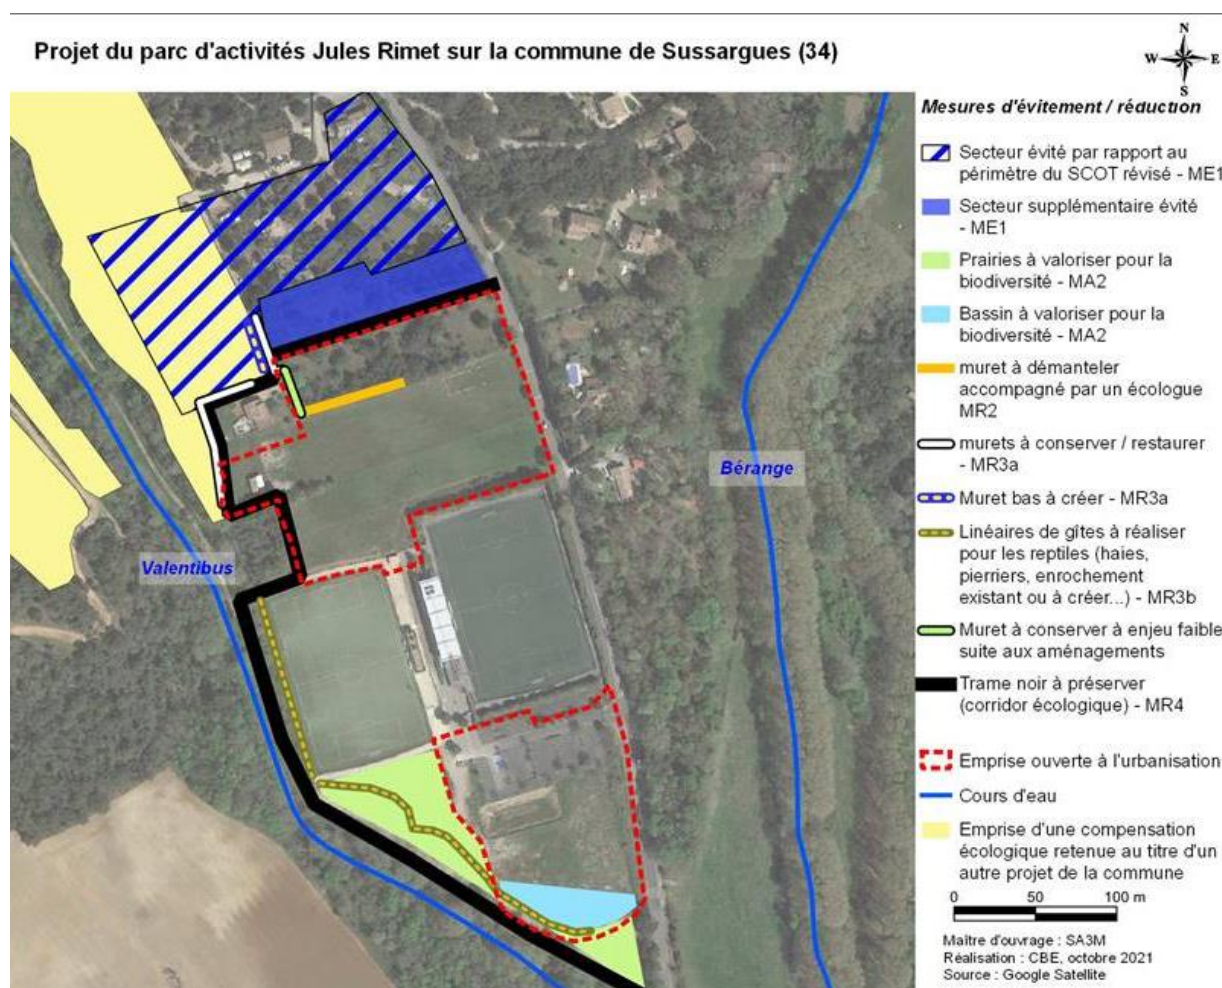 Projet du parc d'activités Jules Rimet sur la commune de Sussargues (34)
N
W
E
S
Mesures d'évitement / réduction
Secteur évité par rapport au
périmètre du SCOT révisé - ME1
Secteur supplémentaire évité
- ME1
Prairies à valoriser pour la
biodiversité - MA2
Bassin à valoriser pour la
biodiversité - MA2
muret à démanteler
accompagné par un écologue
MR2
murets à conserver / restaurer
- MR3a
Muret bas à créer - MR3a
Linéaires de gîtes à réaliser
pour les reptiles (haies,
pierriers, enrochement
existant ou à créer...) - MR3b
Muret à conserver à enjeu faible
suite aux aménagements
Trame noir à préserver
(corridor écologique) - MR4
Emprise ouverte à l'urbanisation
Cours d'eau
Emprise d'une compensation
écologique retenue au titre d'un
autre projet de la commune
0 50 100 m
Maître d'ouvrage : SA3M
Réalisation : CBE, octobre 2021
Source : Google Satellite
Bérange
Valentibus